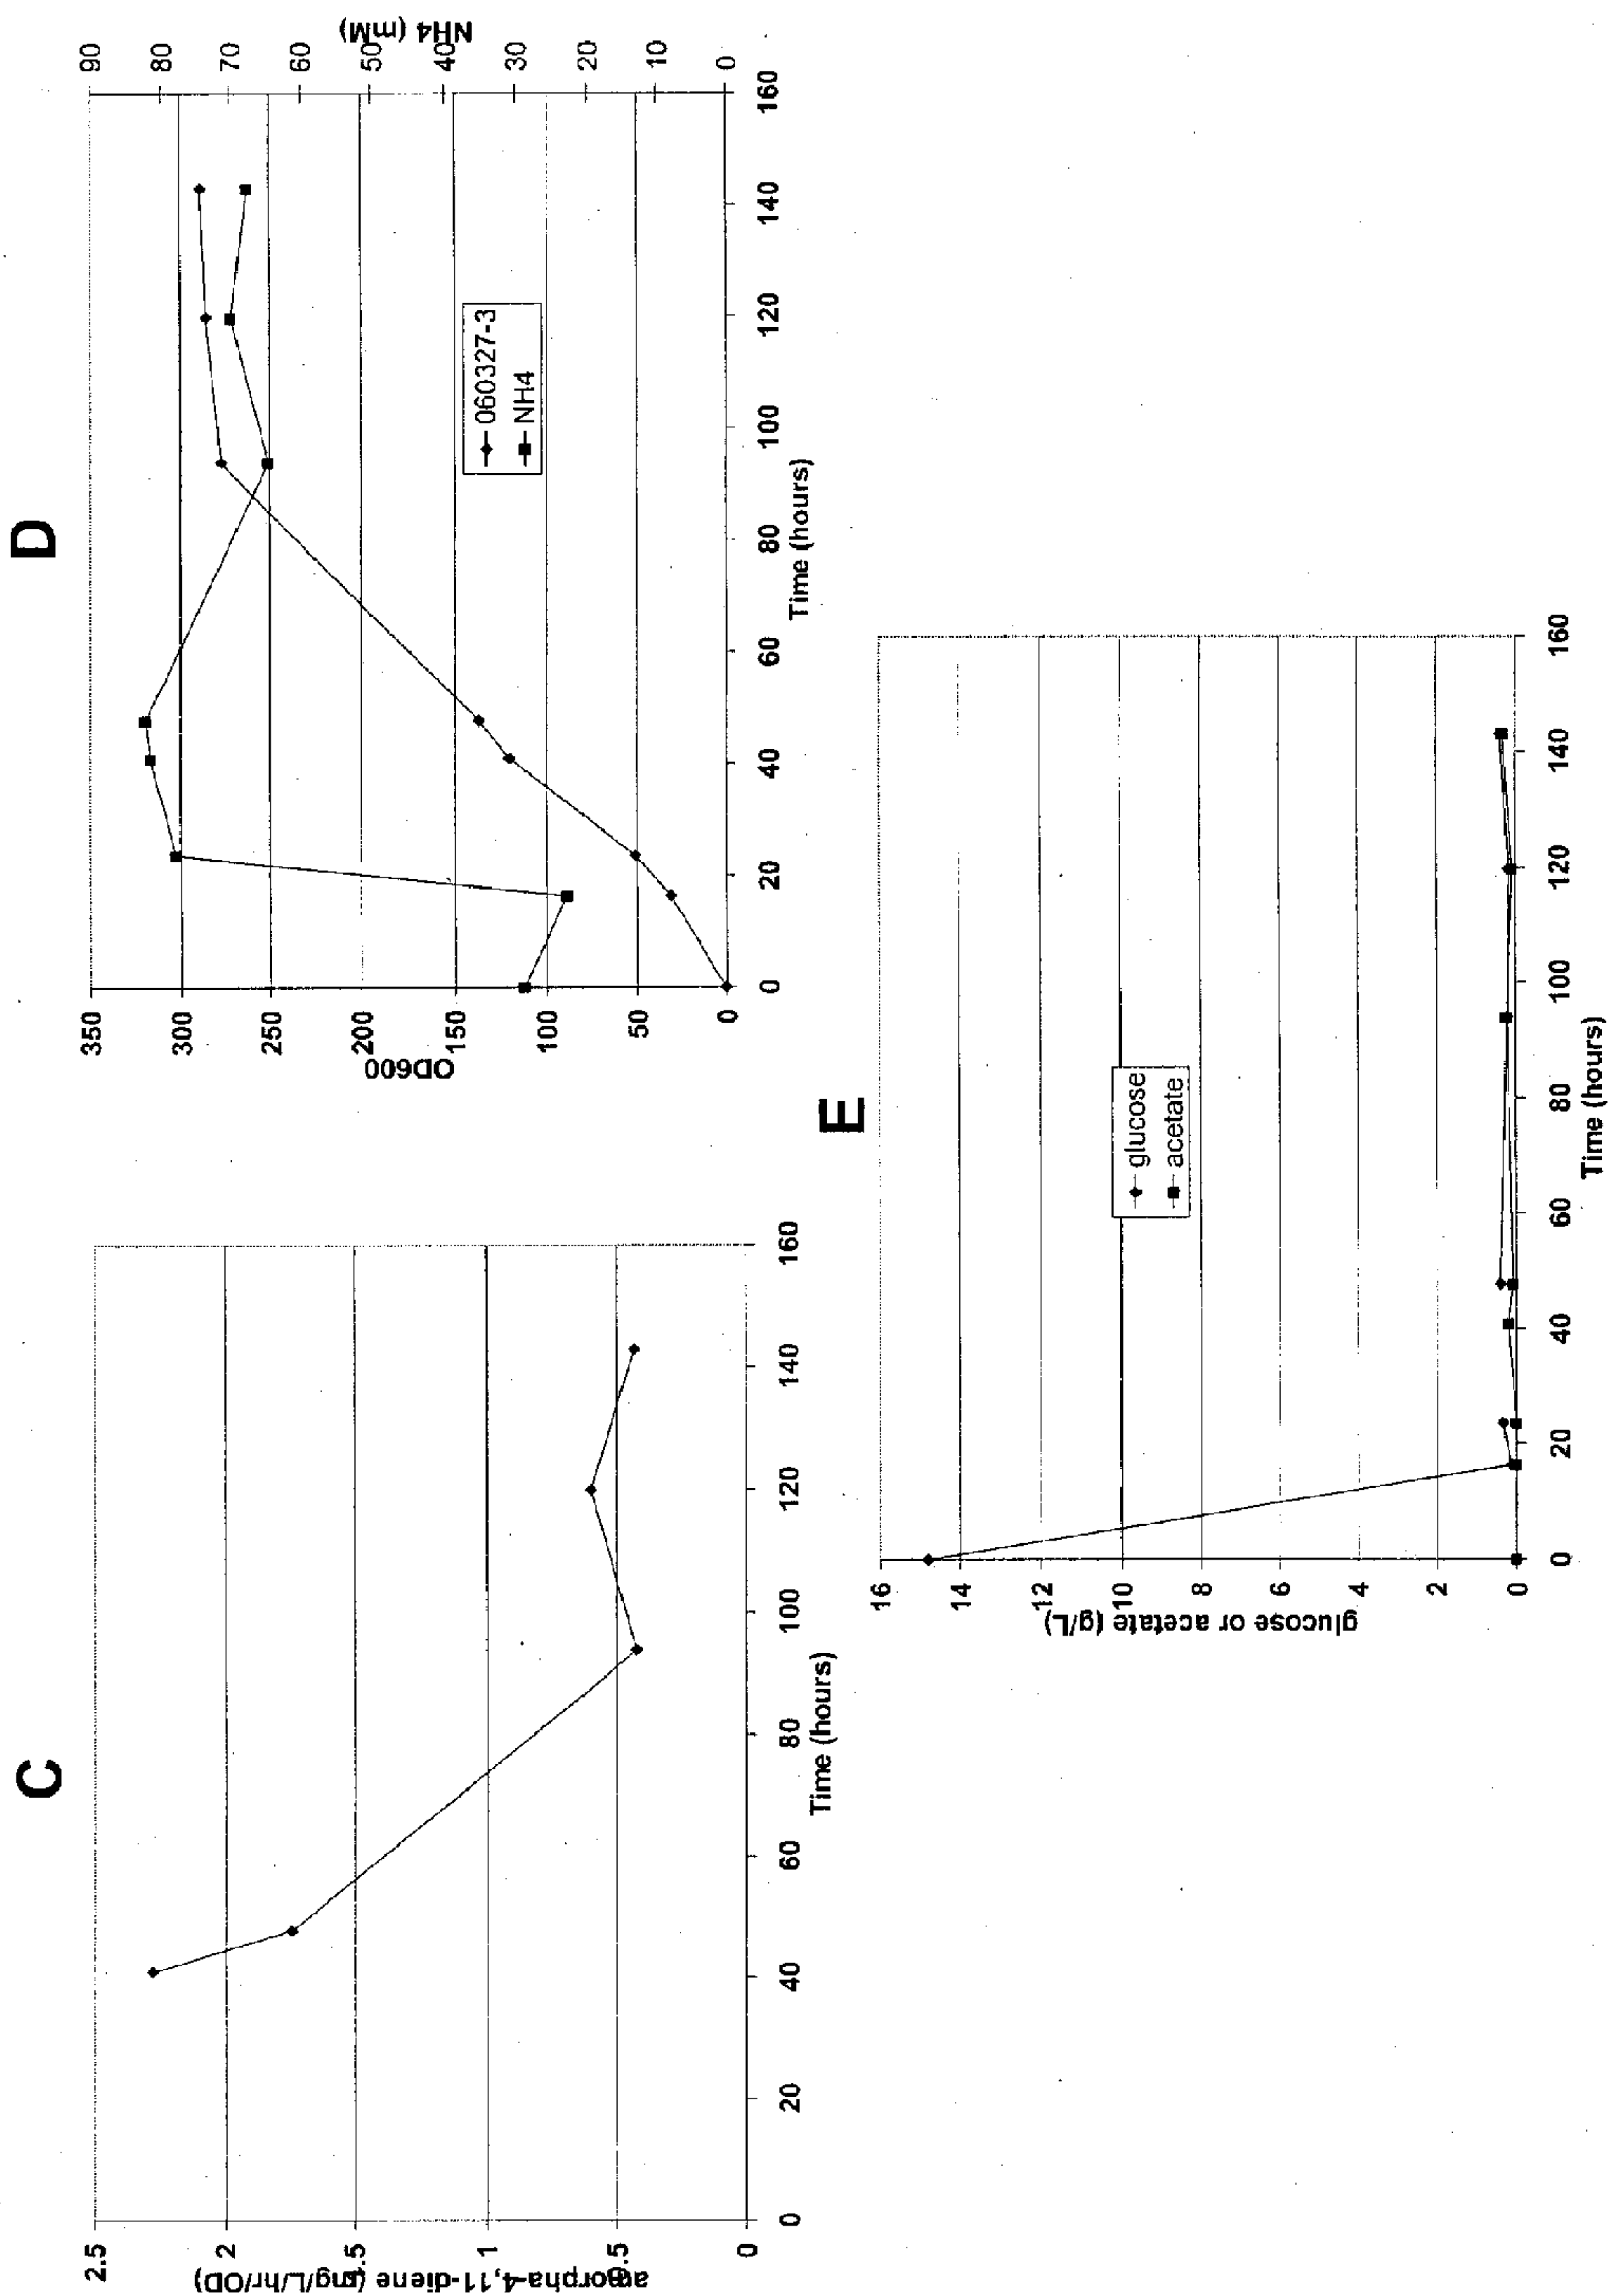 C
amorpha-4,11-diene (mg/L/hr/OD)
2.5
2
1.5
1
0.5
0
0 20 40 60 80 100 120 140 160
Time (hours)
D
OD600
350
300
250
200
150
100
50
0
NH4 (mM)
90
80
70
60
50
40
30
20
10
0
060327-3
NH4
0 20 40 60 80 100 120 140 160
Time (hours)
E
glucose or acetate (g/L)
16
14
12
10
8
6
4
2
0
glucose
acetate
0 20 40 60 80 100 120 140 160
Time (hours)